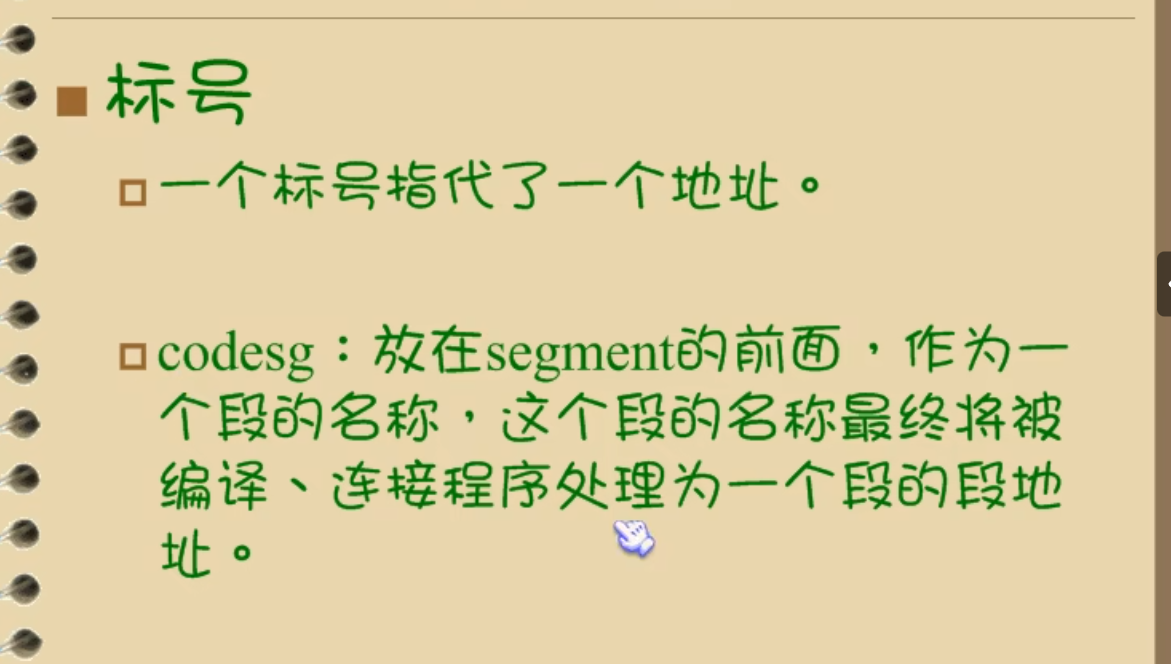 标号
一个标号指代了一个地址。
codesg：放在segment的前面，作为一
个段的名称，这个段的名称最终将被
编译、连接程序处理为一个段的段地
址。